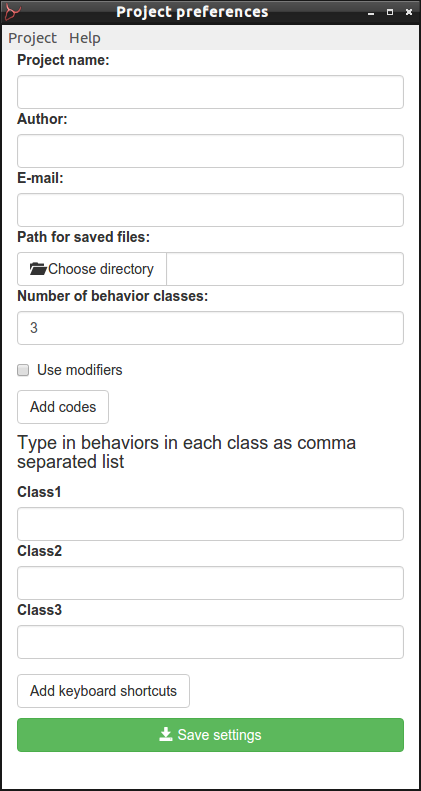 Project preferences
Project Help
Project name:
Author:
E-mail:
Path for saved files:
Choose directory
Number of behavior classes:
3
Use modifiers
Add codes
Type in behaviors in each class as comma
separated list
Class1
Class2
Class3
Add keyboard shortcuts
Save settings